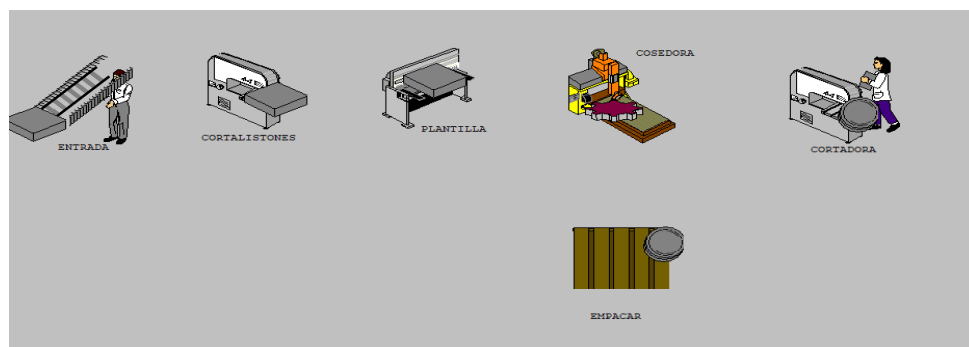 ENTRADA
CORTALISTONES
PLANTILLA
COSEDORA
CORTADORA
EMPACAR